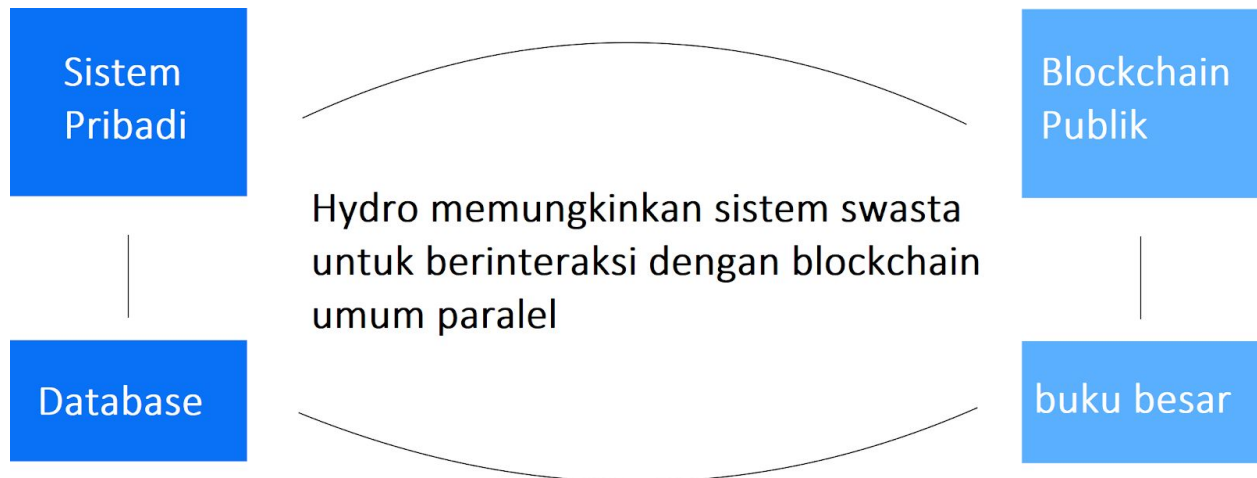 Sistem
Pribadi
Blockchain
Publik
Hydro memungkinkan sistem swasta
untuk berinteraksi dengan blockchain
umum paralel
Database
buku besar